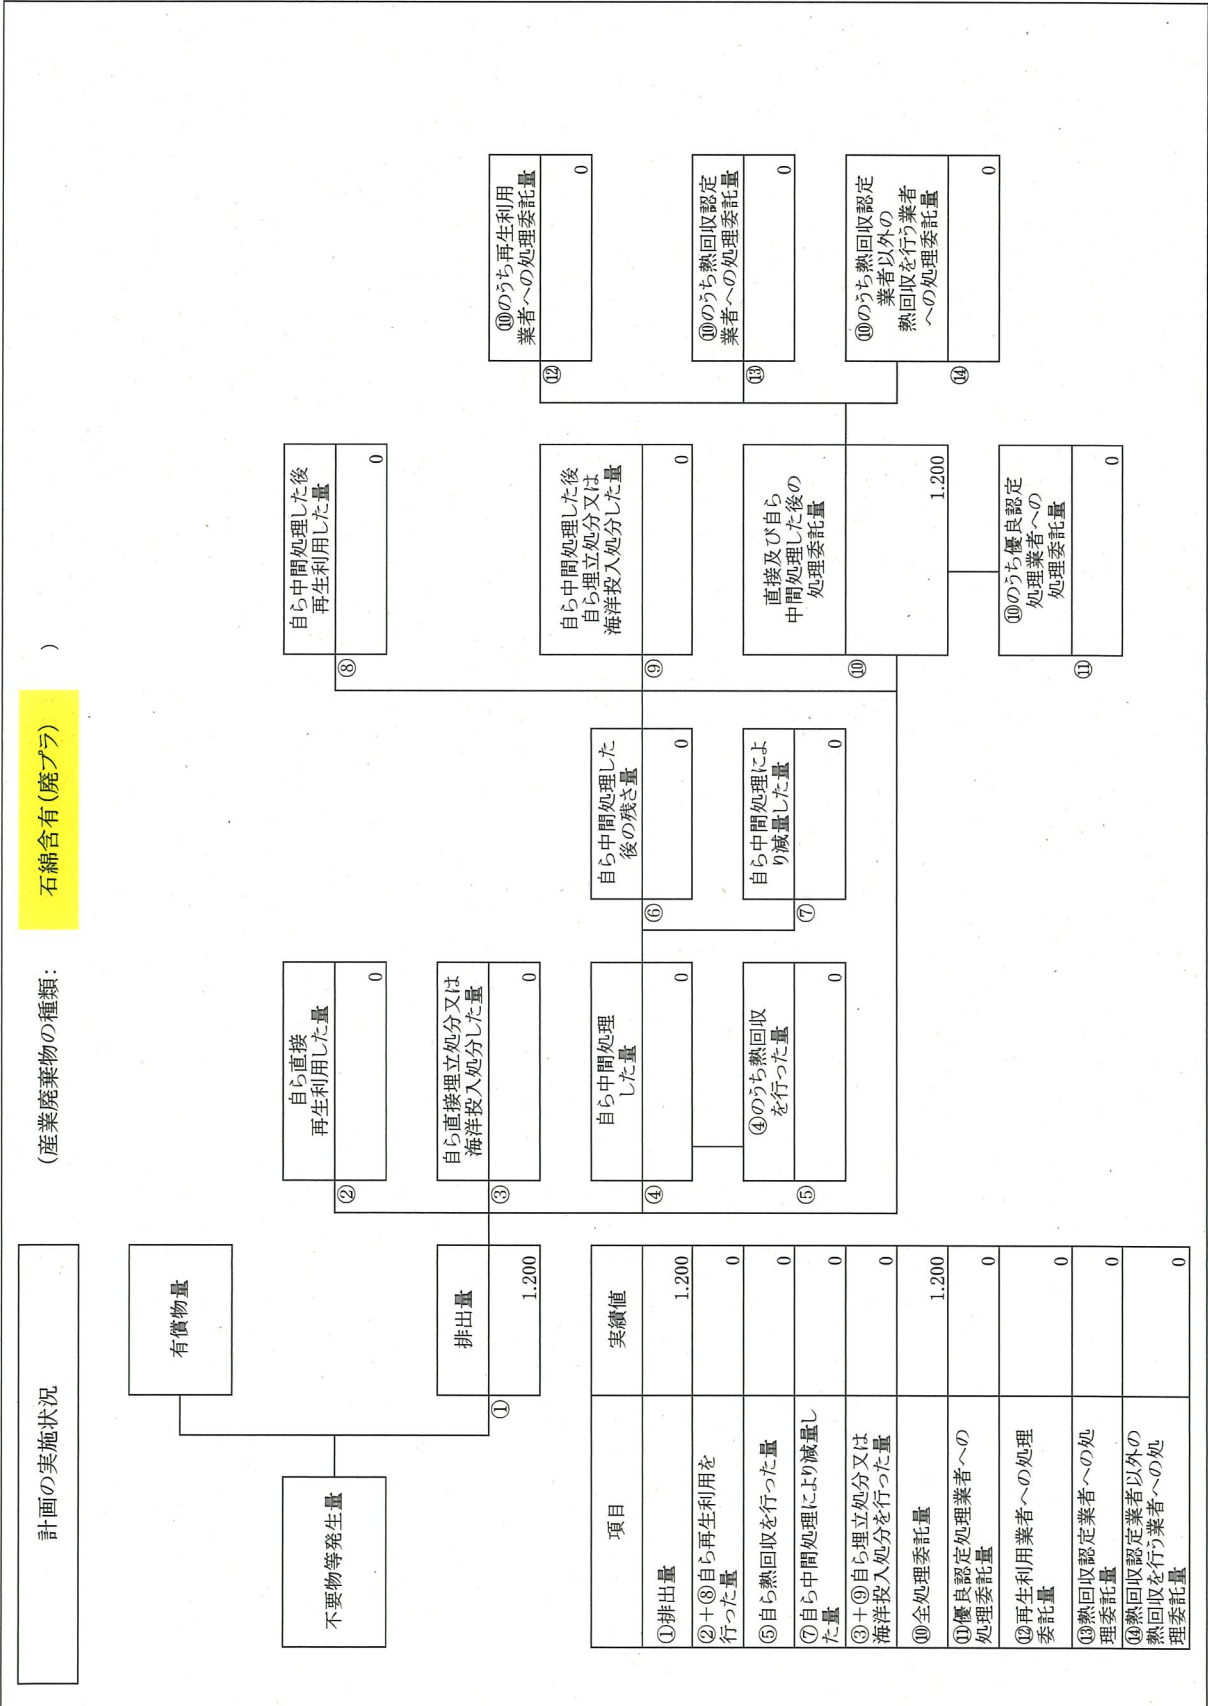 計画の実施状況
(産業廃棄物の種類: 石綿含有(廃プラ) )
有償物量
不要物等発生量
排出量
①
1.200
自ら直接
再生利用した量
②
0
自ら直接埋立処分又は
海洋投入処分した量
③
0
自ら中間処理
した量
④
0
④のうち熱回収
を行った量
⑤
0
自ら中間処理した
後の残さ量
⑥
0
自ら中間処理によ
り減量した量
⑦
0
自ら中間処理した後
再生利用した量
⑧
0
自ら中間処理した後
自ら埋立処分又は
海洋投入処分した量
⑨
0
直接及び自ら
中間処理した後の
処理委託量
⑩
1.200
⑩のうち優良認定
処理業者への
処理委託量
⑪
0
⑩のうち再生利用
業者への処理委託量
⑫
0
⑩のうち熱回収認定
業者への処理委託量
⑬
0
⑩のうち熱回収認定
業者以外の
熱回収を行う業者
への処理委託量
⑭
0
項目 実績値
①排出量 1.200
②+⑧自ら再生利用を
行った量 0
⑤自ら熱回収を行った量 0
⑦自ら中間処理により減量し
た量 0
③+⑨自ら埋立処分又は
海洋投入処分を行った量 0
⑩全処理委託量 1.200
⑪優良認定処理業者への
処理委託量 0
⑫再生利用業者への処理
委託量 0
⑬熱回収認定業者への処
理委託量 0
⑭熱回収認定業者以外の
熱回収を行う業者への処
理委託量 0